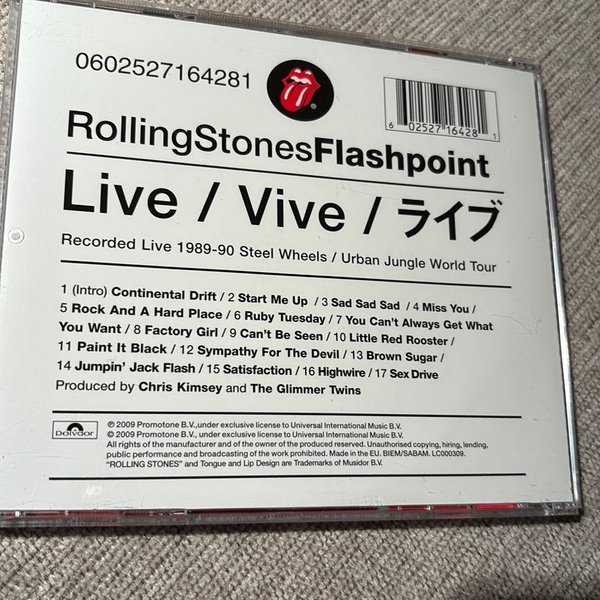 0602527164281
6 02527 16428 1
RollingStonesFlashpoint
Live / Vive / ライブ
Recorded Live 1989-90 Steel Wheels / Urban Jungle World Tour
1 (Intro) Continental Drift / 2 Start Me Up / 3 Sad Sad Sad / 4 Miss You /
5 Rock And A Hard Place / 6 Ruby Tuesday / 7 You Can't Always Get What
You Want / 8 Factory Girl / 9 Can't Be Seen / 10 Little Red Rooster /
11 Paint It Black / 12 Sympathy For The Devil / 13 Brown Sugar /
14 Jumpin' Jack Flash / 15 Satisfaction / 16 Highwire / 17 Sex Drive
Produced by Chris Kimsey and The Glimmer Twins
Polydor
℗ 2009 Promotone B.V.,under exclusive license to Universal International Music B.V.
© 2009 Promotone B.V.,under exclusive license to Universal International Music B.V.
All rights of the manufacturer and of the owner of the produced reserved. Unauthorised copying, hiring, lending,
public performance and broadcasting of the work prohibited. Made in the EU. BIEM/SABAM. LC000309.
"ROLLING STONES" and Tongue and Lip Design are Trademarks of Musidor B.V.